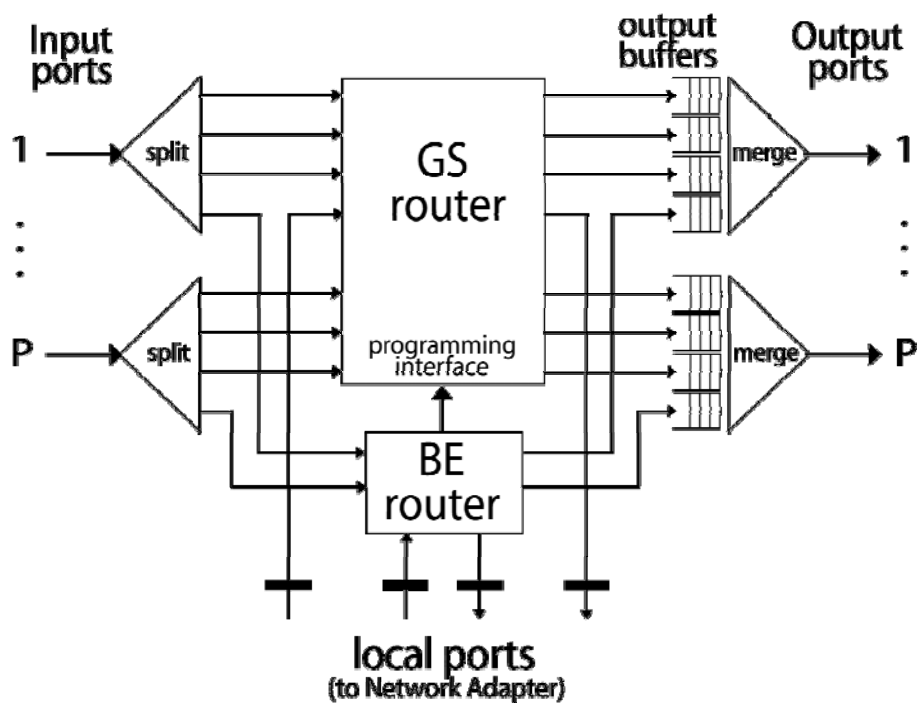 Input
ports
output
buffers
Output
ports
1
split
GS
router
merge
1
P
split
programming
interface
merge
P
BE
router
local ports
(to Network Adapter)